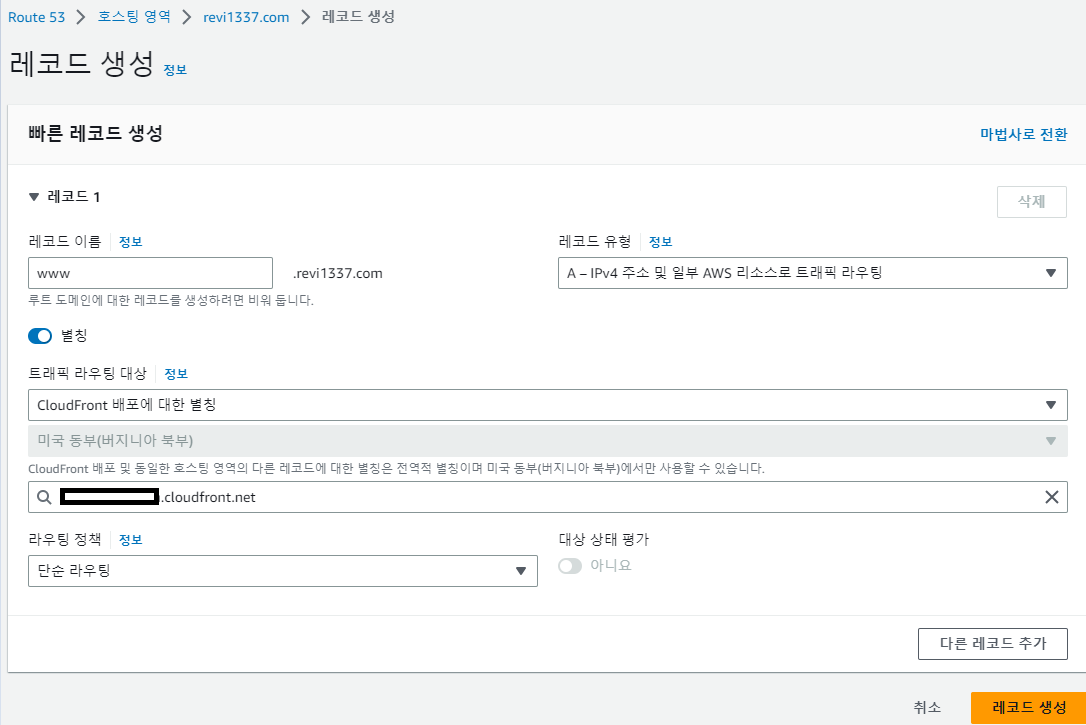 Route 53 > 호스팅 영역 > revi1337.com > 레코드 생성
레코드 생성 정보
빠른 레코드 생성 마법사로 전환
▼ 레코드 1 삭제
레코드 이름 정보 레코드 유형 정보
www .revi1337.com A – IPv4 주소 및 일부 AWS 리소스로 트래픽 라우팅
루트 도메인에 대한 레코드를 생성하려면 비워 둡니다.
별칭
트래픽 라우팅 대상 정보
CloudFront 배포에 대한 별칭
미국 동부(버지니아 북부)
CloudFront 배포 및 동일한 호스팅 영역의 다른 레코드에 대한 별칭은 전역적 별칭이며 미국 동부(버지니아 북부)에서만 사용할 수 있습니다.
.cloudfront.net
라우팅 정책 정보 대상 상태 평가
단순 라우팅 아니요
다른 레코드 추가
취소 레코드 생성